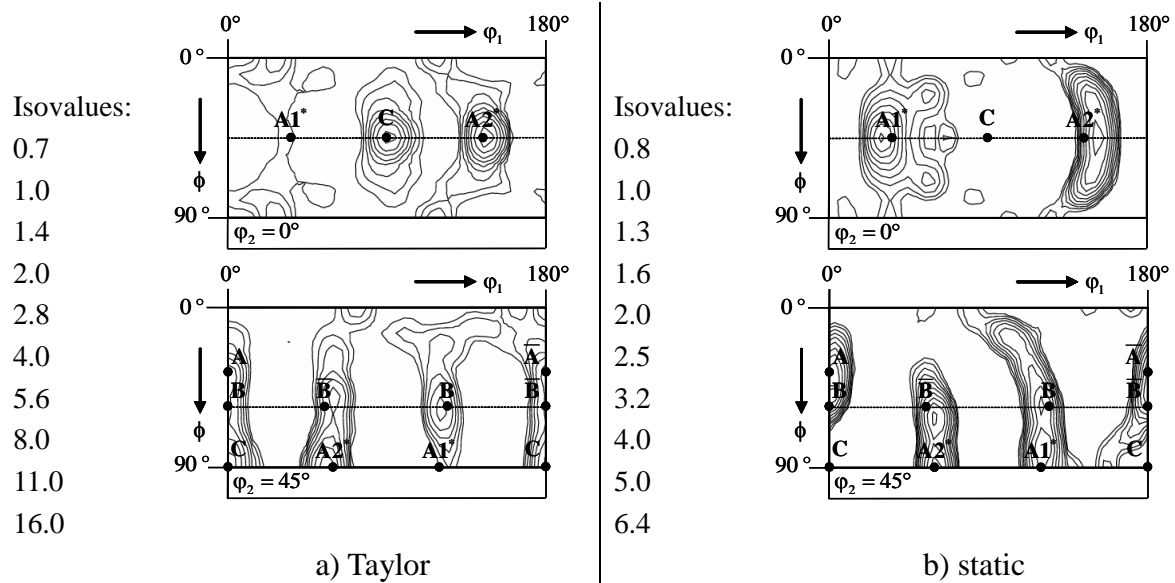 Isovalues:
0.7
1.0
1.4
2.0
2.8
4.0
5.6
8.0
11.0
16.0
0° φ₁ 180°
0°
A1* C A2*
ϕ
90°
φ₂ = 0°
0° φ₁ 180°
0°
A A̅
B B̅ B B̅
ϕ
C A2* A1* C
90°
φ₂ = 45°
a) Taylor
Isovalues:
0.8
1.0
1.3
1.6
2.0
2.5
3.2
4.0
5.0
6.4
0° φ₁ 180°
0°
A1* C A2*
ϕ
90°
φ₂ = 0°
0° φ₁ 180°
0°
A A̅
B B̅ B B̅
ϕ
C A2* A1* C
90°
φ₂ = 45°
b) static